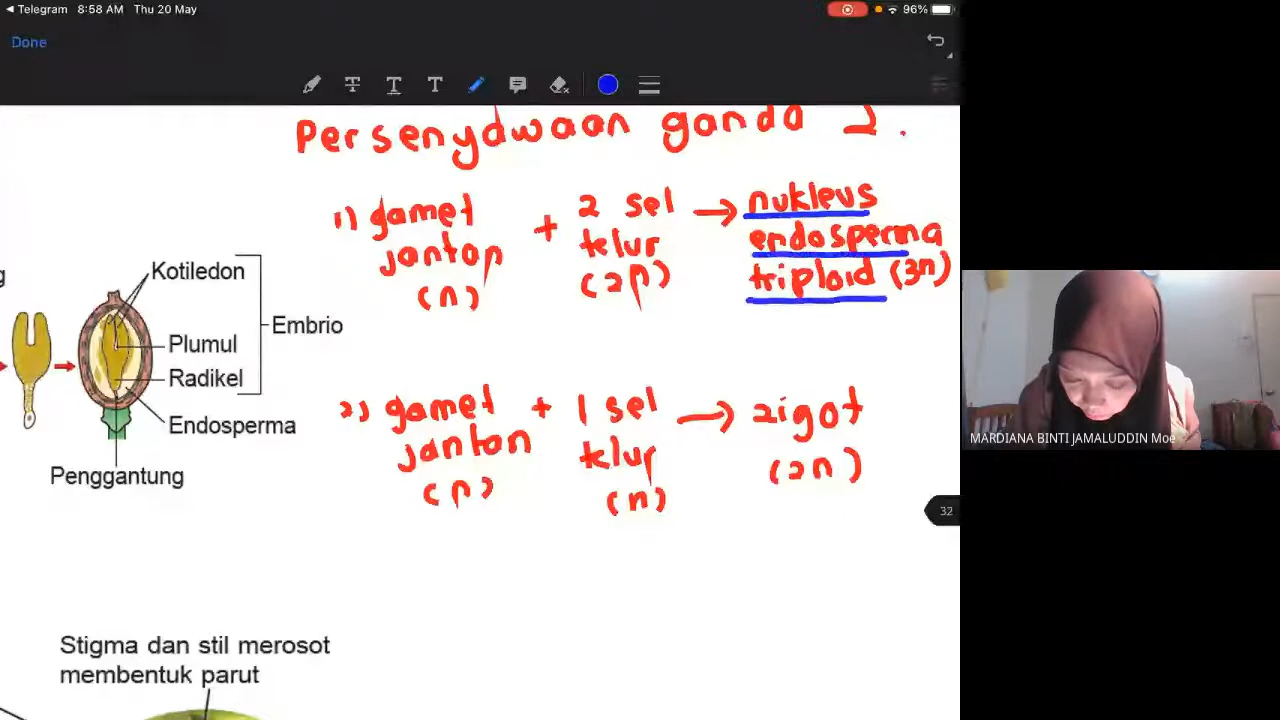 Telegram 8:58 AM Thu 20 May 96%
Done
Persenyawaan ganda 2.
1) gamet jantan (n) + 2 sel telur (2n) → nukleus endosperma triploid (3n)
Kotiledon
Embrio
Plumul
Radikel
Endosperma
Penggantung
2) gamet jantan (n) + 1 sel telur (n) → zigot (2n)
MARDIANA BINTI JAMALUDDIN Moe
32
Stigma dan stil merosot
membentuk parut